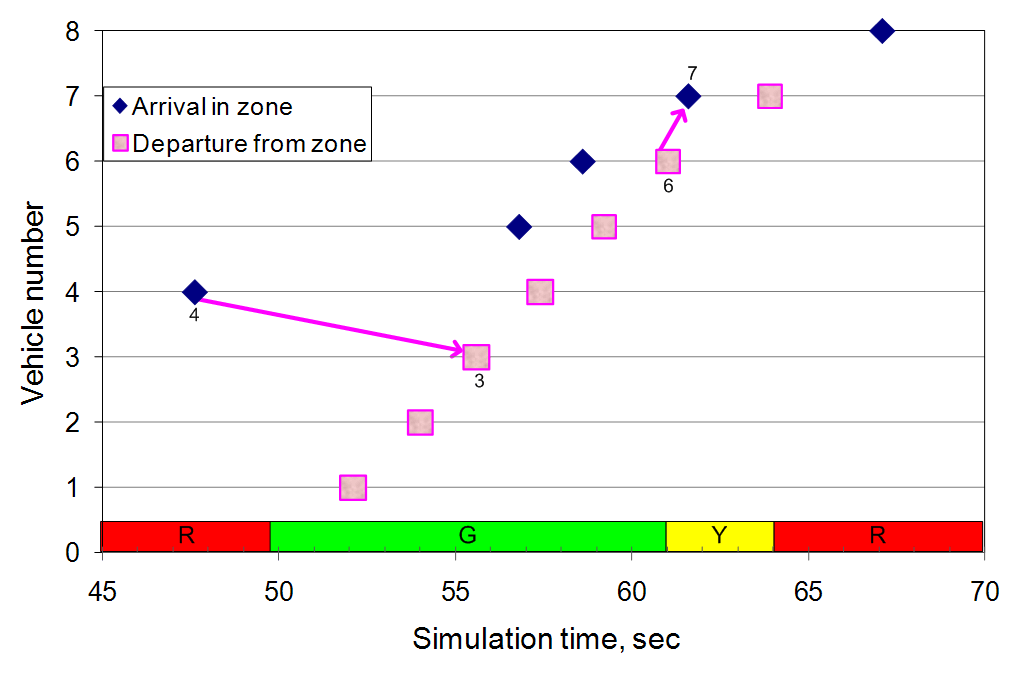 8
7
7
Arrival in zone
Departure from zone
6
6
5
Vehicle number
4
4
3
3
2
1
R
G
Y
R
0
45
50
55
60
65
70
Simulation time, sec